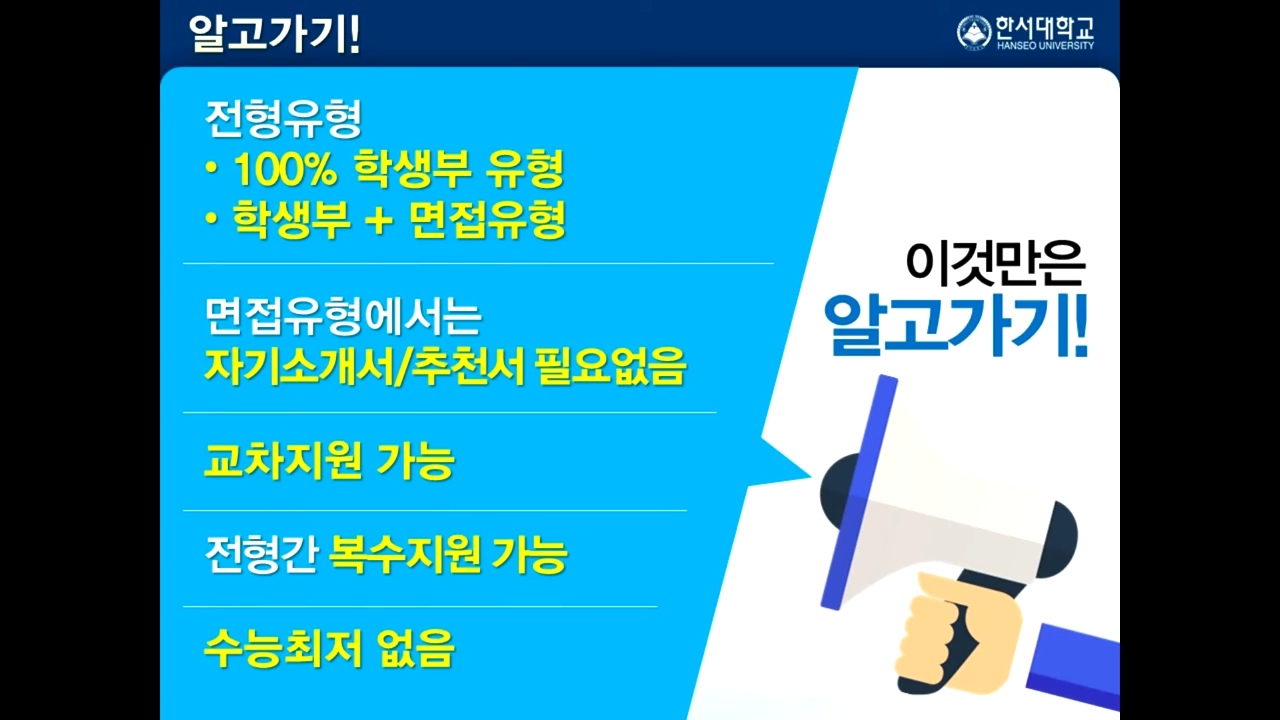 알고가기!
한서대학교
HANSEO UNIVERSITY
전형유형
• 100% 학생부 유형
• 학생부 + 면접유형
면접유형에서는
자기소개서/추천서 필요없음
교차지원 가능
전형간 복수지원 가능
수능최저 없음
이것만은
알고가기!